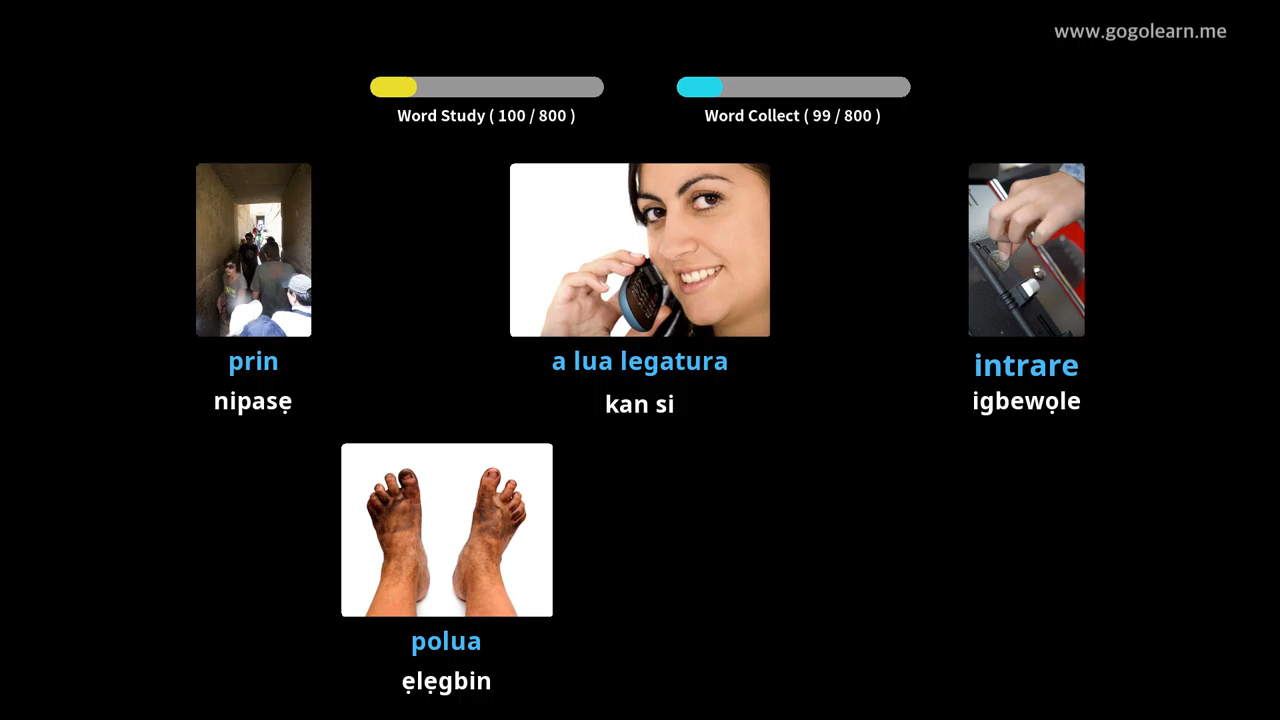 www.gogolearn.me
Word Study ( 100 / 800 )
Word Collect ( 99 / 800 )
prin
nipasẹ
a lua legatura
kan si
intrare
igbewọle
polua
ẹlẹgbin